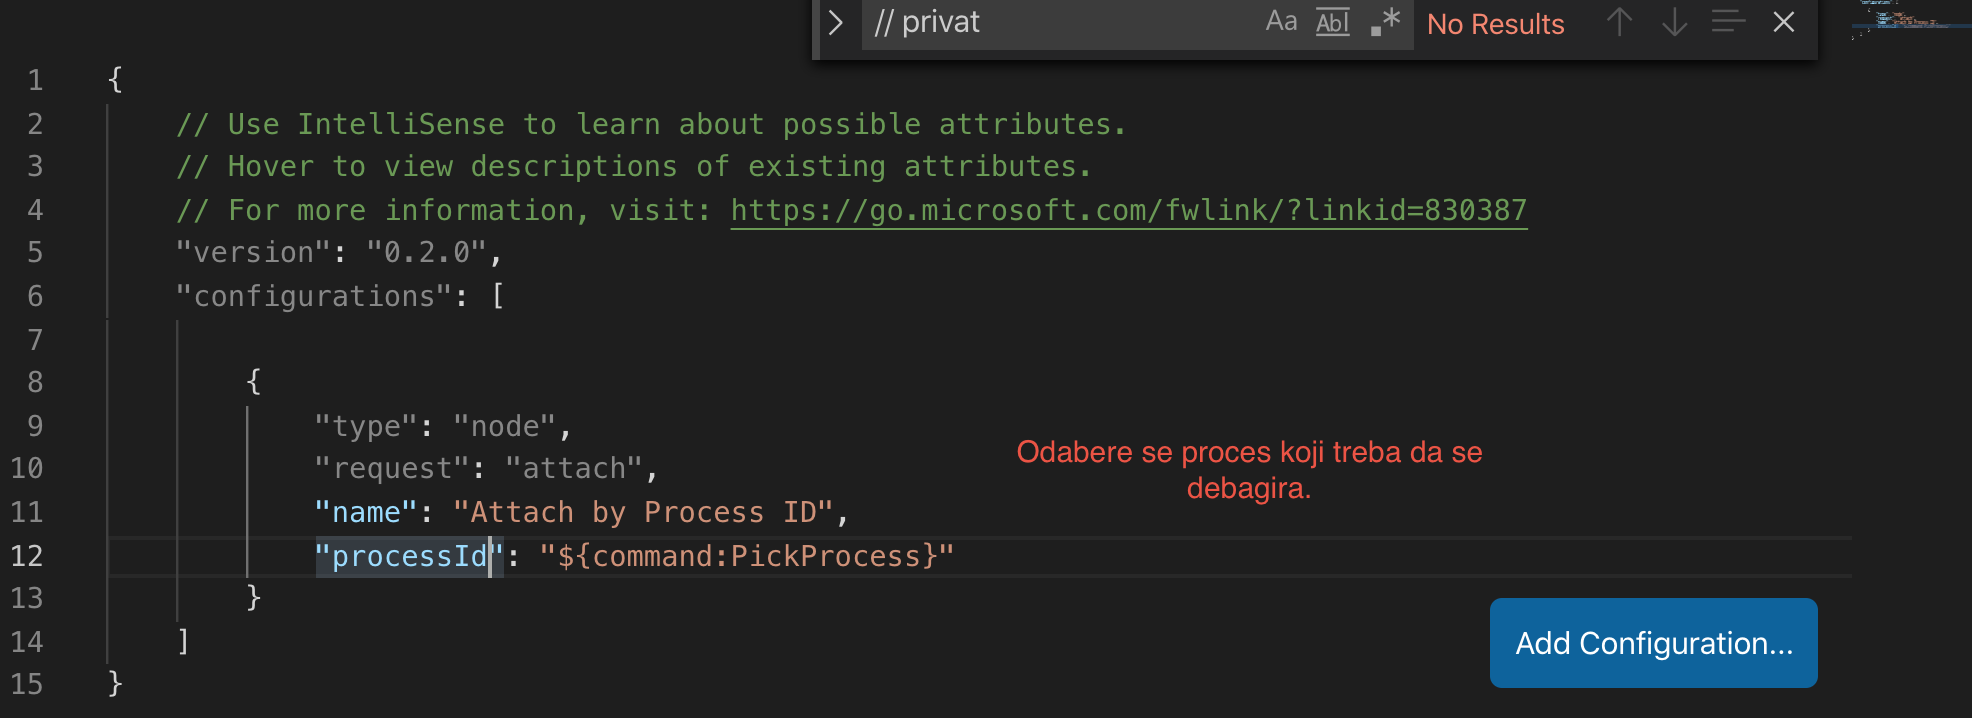 // privat Aa Abl .* No Results
1 {
2 // Use IntelliSense to learn about possible attributes.
3 // Hover to view descriptions of existing attributes.
4 // For more information, visit: https://go.microsoft.com/fwlink/?linkid=830387
5 "version": "0.2.0",
6 "configurations": [
7
8 {
9 "type": "node",
10 "request": "attach",
11 "name": "Attach by Process ID",
12 "processId": "${command:PickProcess}"
13 }
14 ]
15 }
Odabere se proces koji treba da se
debagira.
Add Configuration...